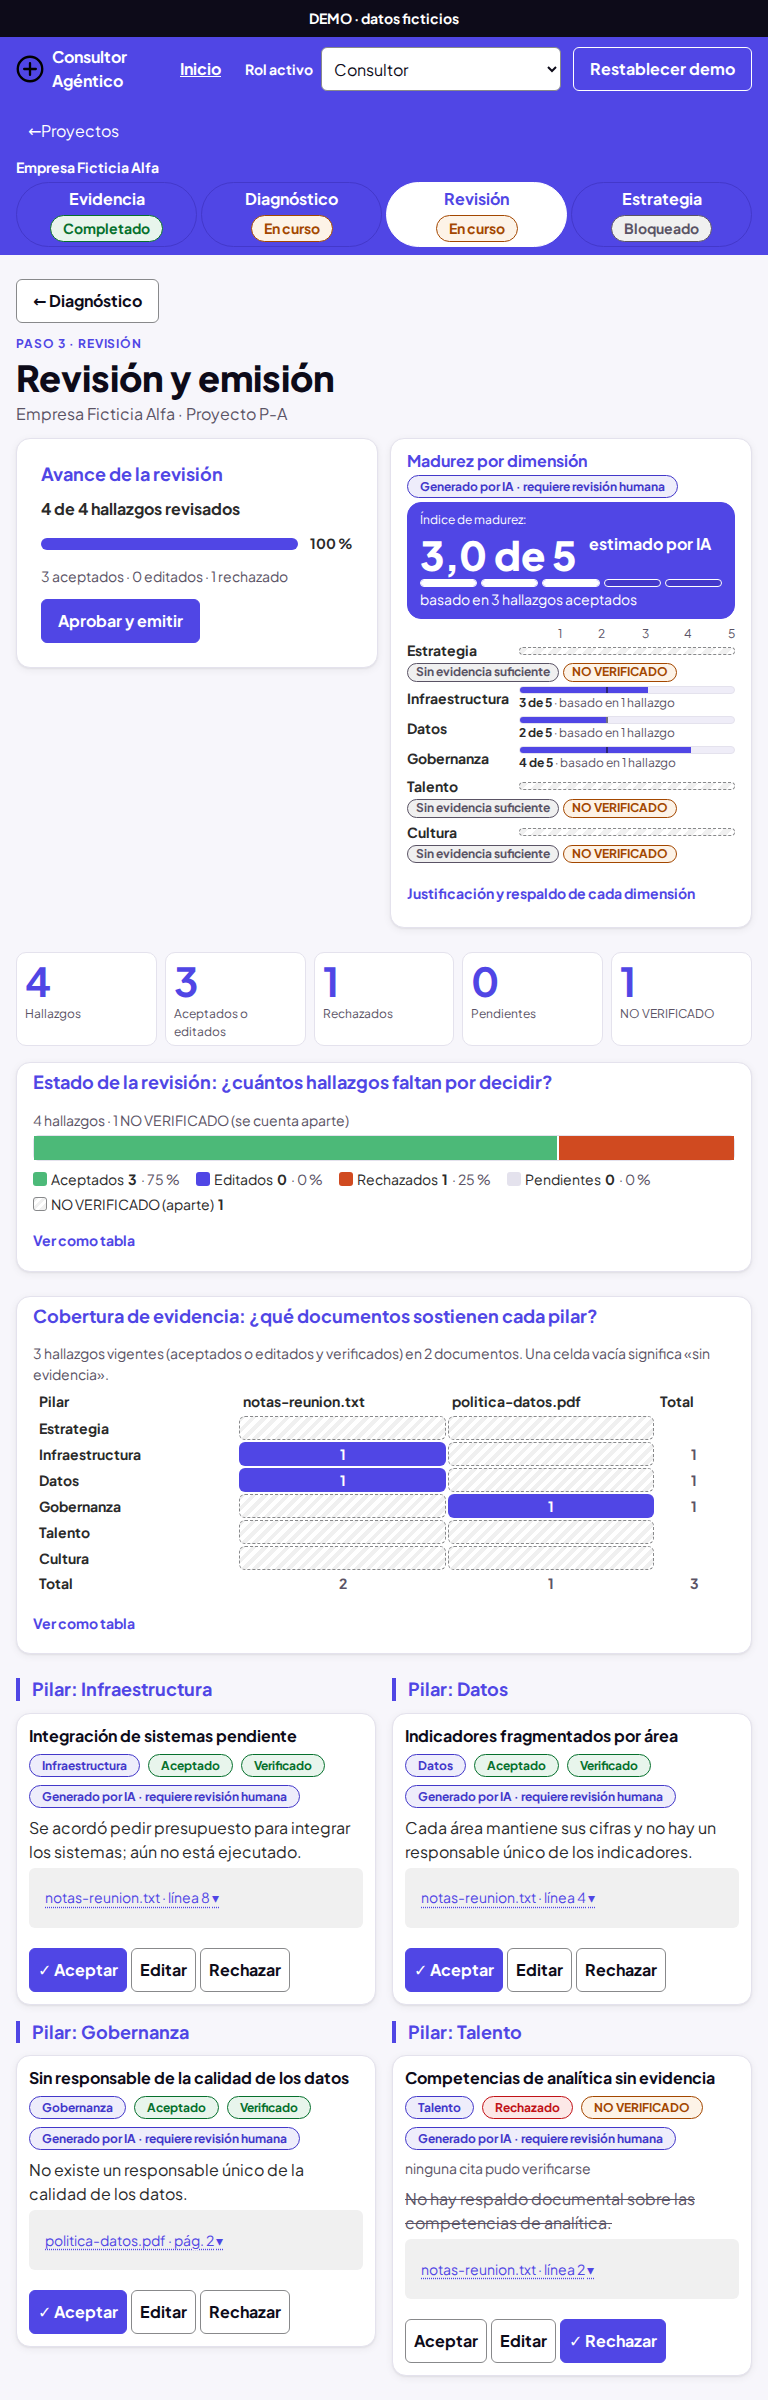 DEMO · datos ficticios
Consultor
Agéntico
Inicio
Rol activo
Consultor
Restablecer demo
←Proyectos
Empresa Ficticia Alfa
Evidencia
Completado
Diagnóstico
En curso
Revisión
En curso
Estrategia
Bloqueado
← Diagnóstico
PASO 3 · REVISIÓN
Revisión y emisión
Empresa Ficticia Alfa · Proyecto P-A
Avance de la revisión
4 de 4 hallazgos revisados
100 %
3 aceptados · 0 editados · 1 rechazado
Aprobar y emitir
Madurez por dimensión
Generado por IA · requiere revisión humana
Índice de madurez:
3,0 de 5 estimado por IA
basado en 3 hallazgos aceptados
1 2 3 4 5
Estrategia
Sin evidencia suficiente NO VERIFICADO
Infraestructura
3 de 5 · basado en 1 hallazgo
Datos
2 de 5 · basado en 1 hallazgo
Gobernanza
4 de 5 · basado en 1 hallazgo
Talento
Sin evidencia suficiente NO VERIFICADO
Cultura
Sin evidencia suficiente NO VERIFICADO
Justificación y respaldo de cada dimensión
4
Hallazgos
3
Aceptados o
editados
1
Rechazados
0
Pendientes
1
NO VERIFICADO
Estado de la revisión: ¿cuántos hallazgos faltan por decidir?
4 hallazgos · 1 NO VERIFICADO (se cuenta aparte)
Aceptados 3 · 75 % Editados 0 · 0 % Rechazados 1 · 25 % Pendientes 0 · 0 %
NO VERIFICADO (aparte) 1
Ver como tabla
Cobertura de evidencia: ¿qué documentos sostienen cada pilar?
3 hallazgos vigentes (aceptados o editados y verificados) en 2 documentos. Una celda vacía significa «sin
evidencia».
Pilar notas-reunion.txt politica-datos.pdf Total
Estrategia
Infraestructura 1 1
Datos 1 1
Gobernanza 1 1
Talento
Cultura
Total 2 1 3
Ver como tabla
Pilar: Infraestructura
Integración de sistemas pendiente
Infraestructura Aceptado Verificado
Generado por IA · requiere revisión humana
Se acordó pedir presupuesto para integrar
los sistemas; aún no está ejecutado.
notas-reunion.txt · línea 8 ▾
✓ Aceptar Editar Rechazar
Pilar: Datos
Indicadores fragmentados por área
Datos Aceptado Verificado
Generado por IA · requiere revisión humana
Cada área mantiene sus cifras y no hay un
responsable único de los indicadores.
notas-reunion.txt · línea 4 ▾
✓ Aceptar Editar Rechazar
Pilar: Gobernanza
Sin responsable de la calidad de los datos
Gobernanza Aceptado Verificado
Generado por IA · requiere revisión humana
No existe un responsable único de la
calidad de los datos.
politica-datos.pdf · pág. 2 ▾
✓ Aceptar Editar Rechazar
Pilar: Talento
Competencias de analítica sin evidencia
Talento Rechazado NO VERIFICADO
Generado por IA · requiere revisión humana
ninguna cita pudo verificarse
No hay respaldo documental sobre las
competencias de analítica.
notas-reunion.txt · línea 2 ▾
Aceptar Editar ✓ Rechazar